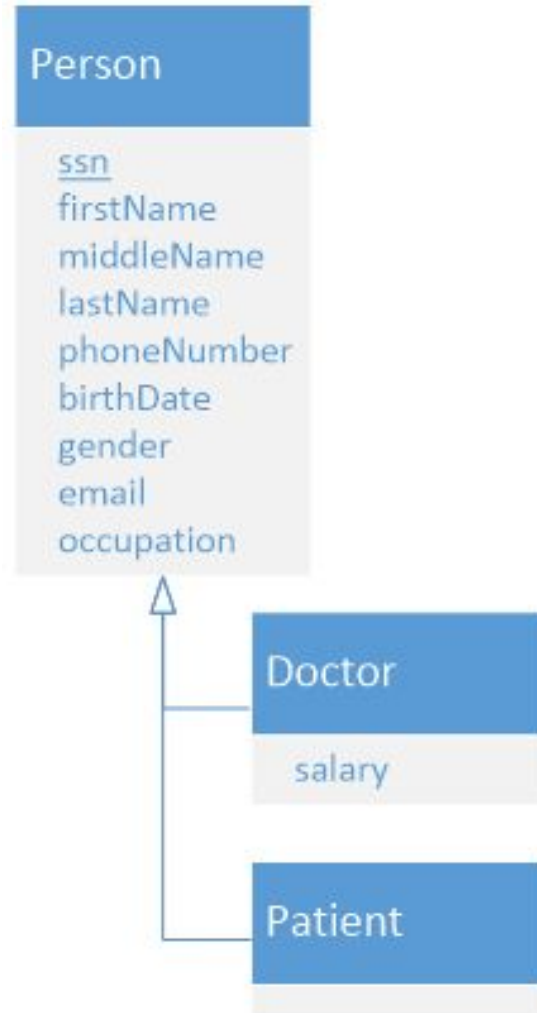 Person
ssn
firstName
middleName
lastName
phoneNumber
birthDate
gender
email
occupation
Doctor
salary
Patient